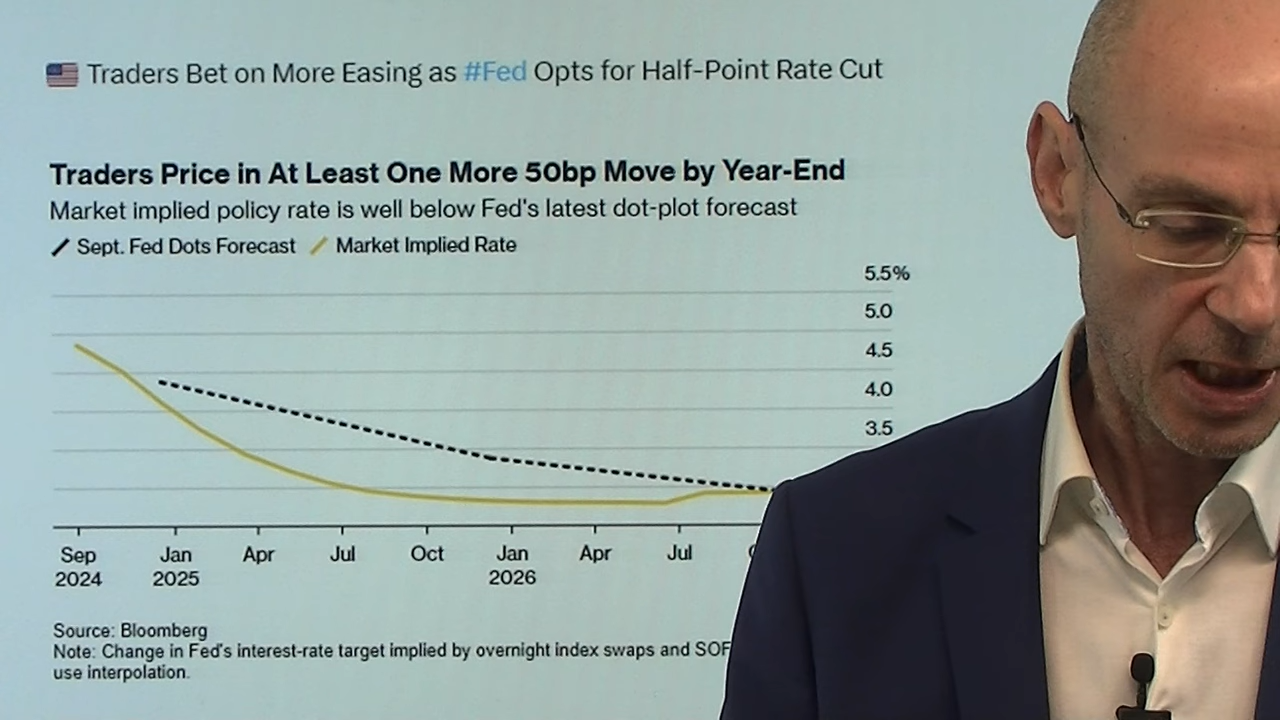 Traders Bet on More Easing as #Fed Opts for Half-Point Rate Cut
Traders Price in At Least One More 50bp Move by Year-End
Market implied policy rate is well below Fed's latest dot-plot forecast
Sept. Fed Dots Forecast Market Implied Rate
5.5%
5.0
4.5
4.0
3.5
Sep Jan Apr Jul Oct Jan Apr Jul
2024 2025 2026
Source: Bloomberg
Note: Change in Fed's interest-rate target implied by overnight index swaps and
use interpolation.